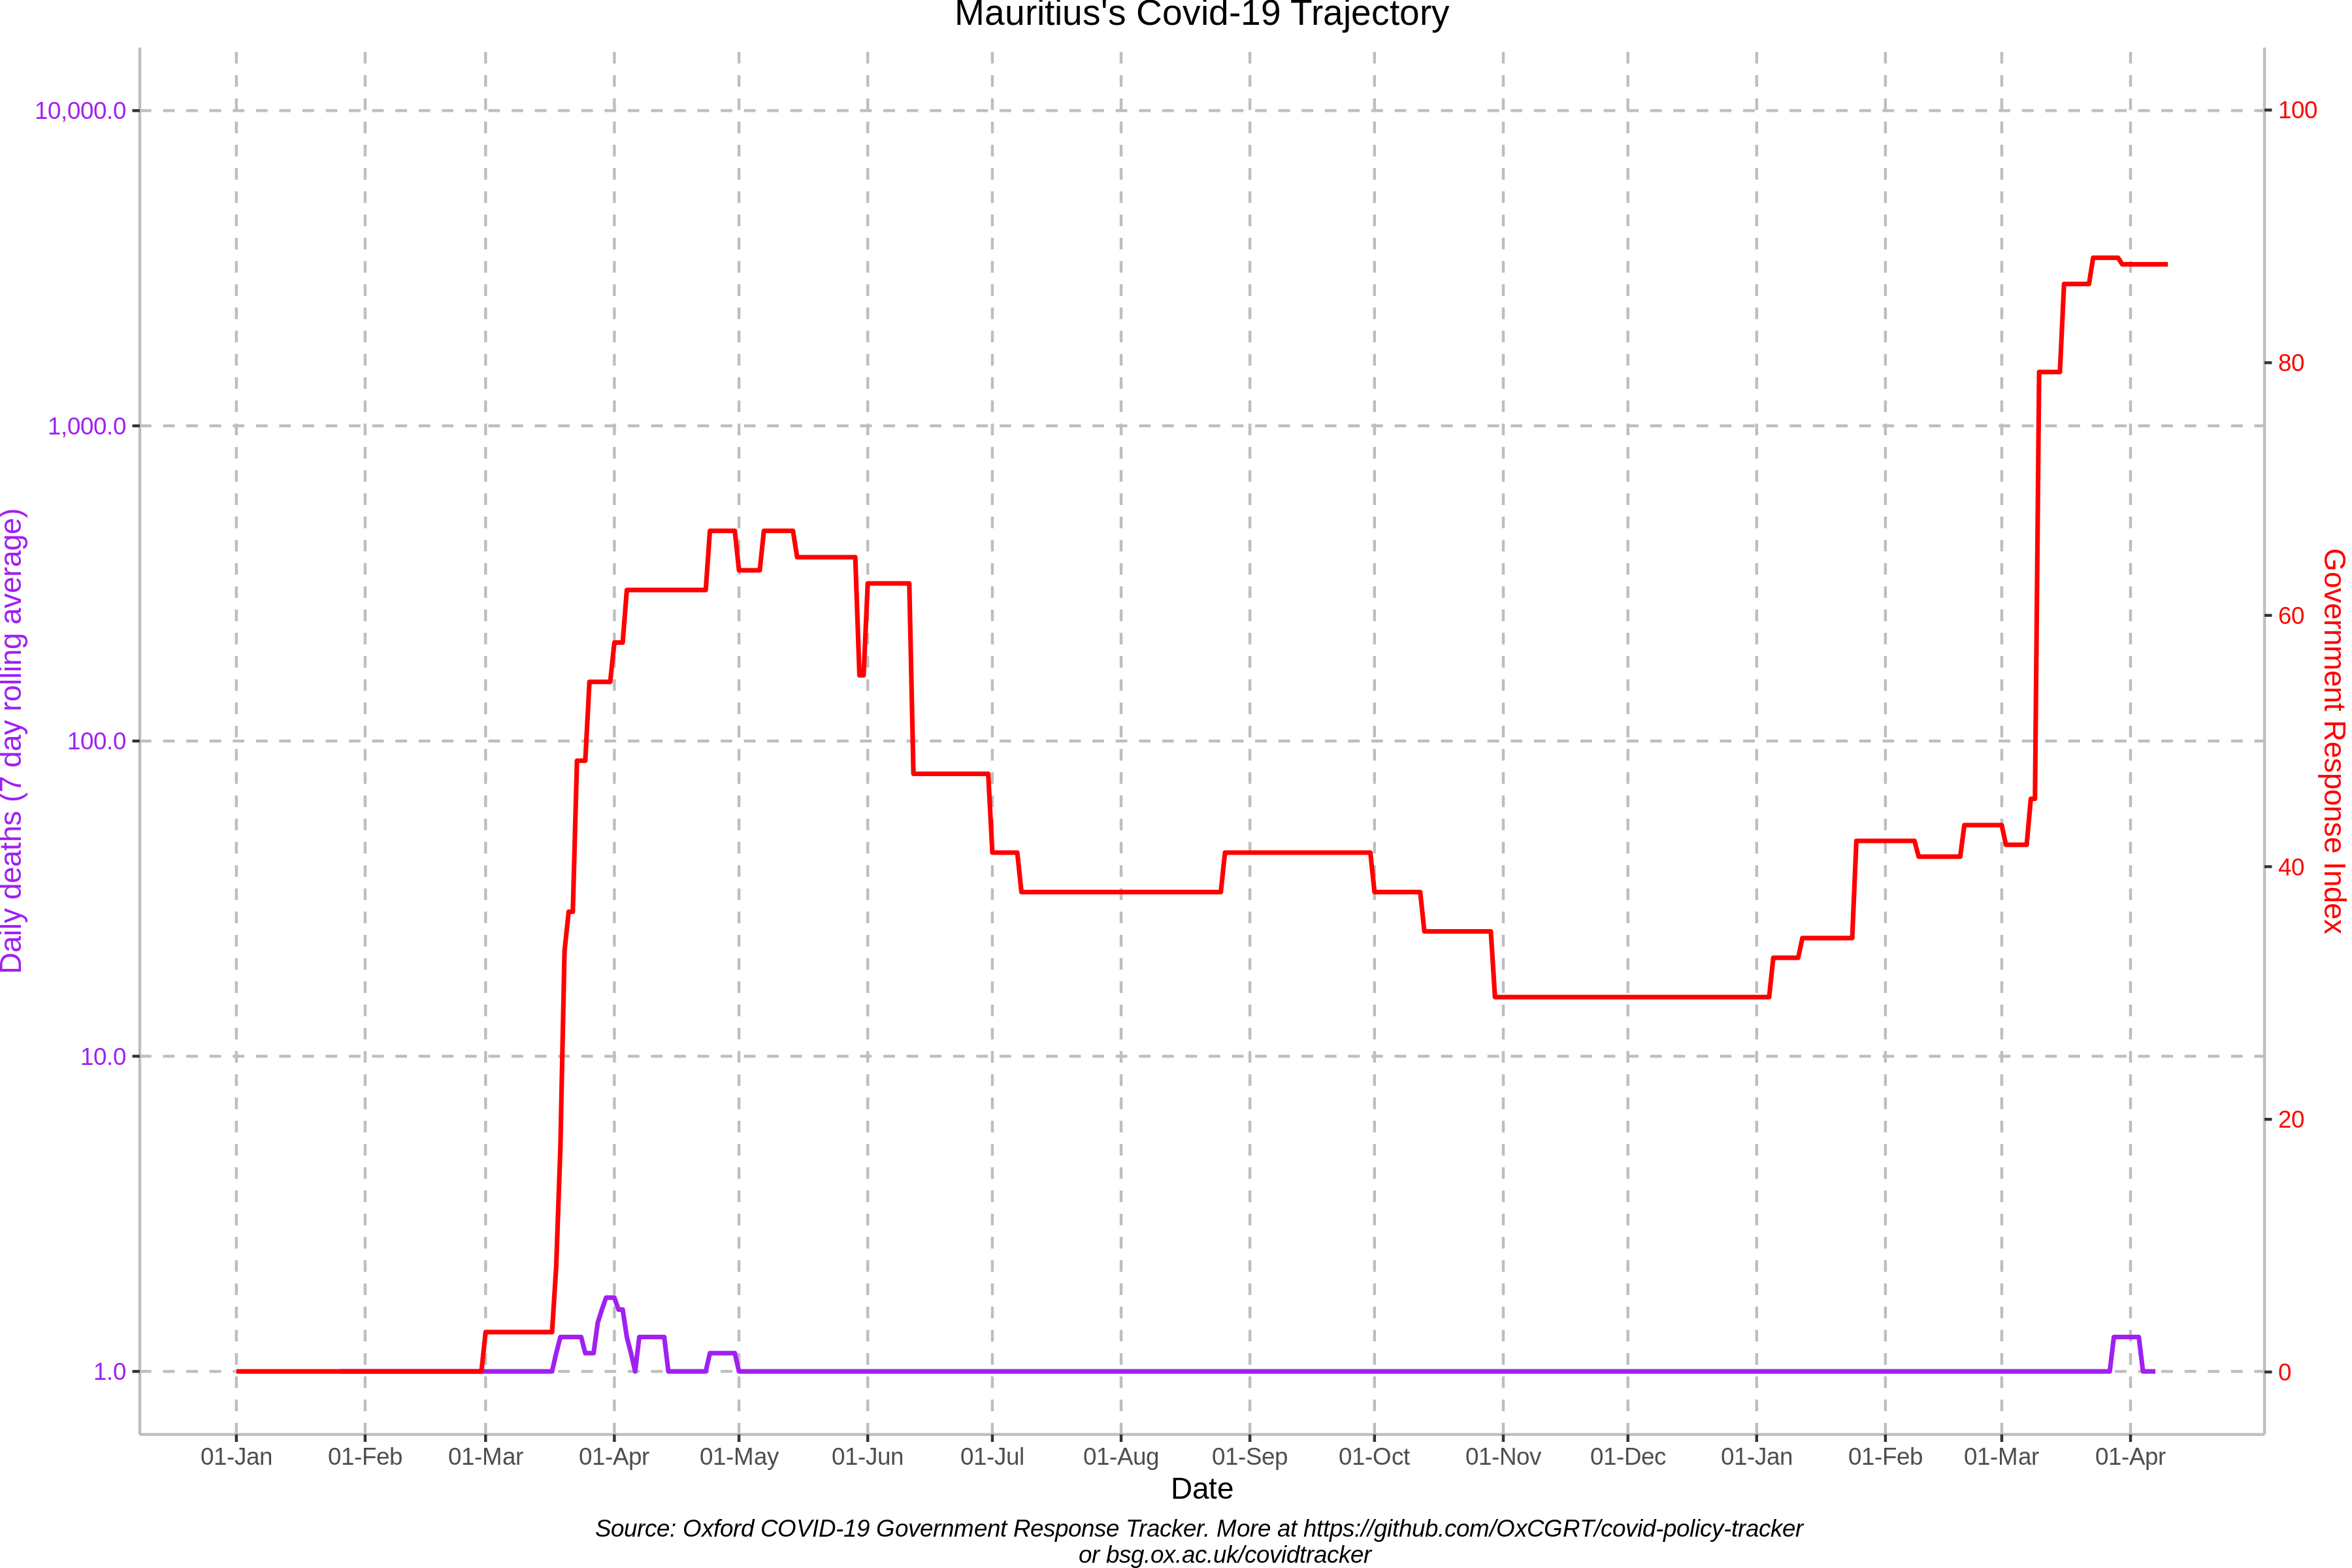 Mauritius's Covid-19 Trajectory
Daily deaths (7 day rolling average)
10,000.0
1,000.0
100.0
10.0
1.0
100
80
60
40
20
0
Government Response Index
01-Jan 01-Feb 01-Mar 01-Apr 01-May 01-Jun 01-Jul 01-Aug 01-Sep 01-Oct 01-Nov 01-Dec 01-Jan 01-Feb 01-Mar 01-Apr
Date
Source: Oxford COVID-19 Government Response Tracker. More at https://github.com/OxCGRT/covid-policy-tracker
or bsg.ox.ac.uk/covidtracker